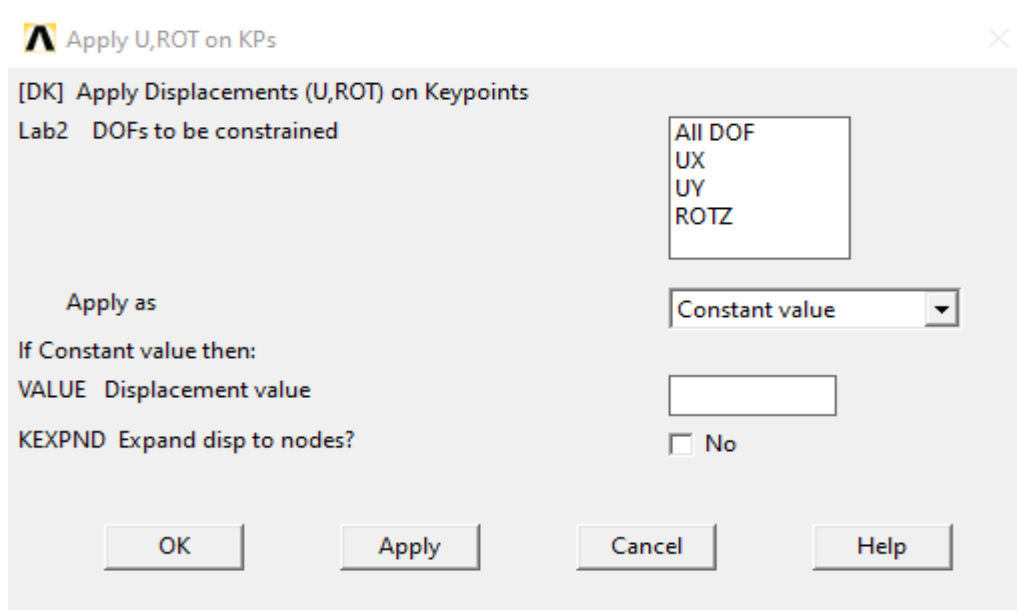 Apply U,ROT on KPs
[DK] Apply Displacements (U,ROT) on Keypoints
Lab2 DOFs to be constrained
All DOF
UX
UY
ROTZ
Apply as
Constant value
If Constant value then:
VALUE Displacement value
KEXPND Expand disp to nodes?
No
OK Apply Cancel Help